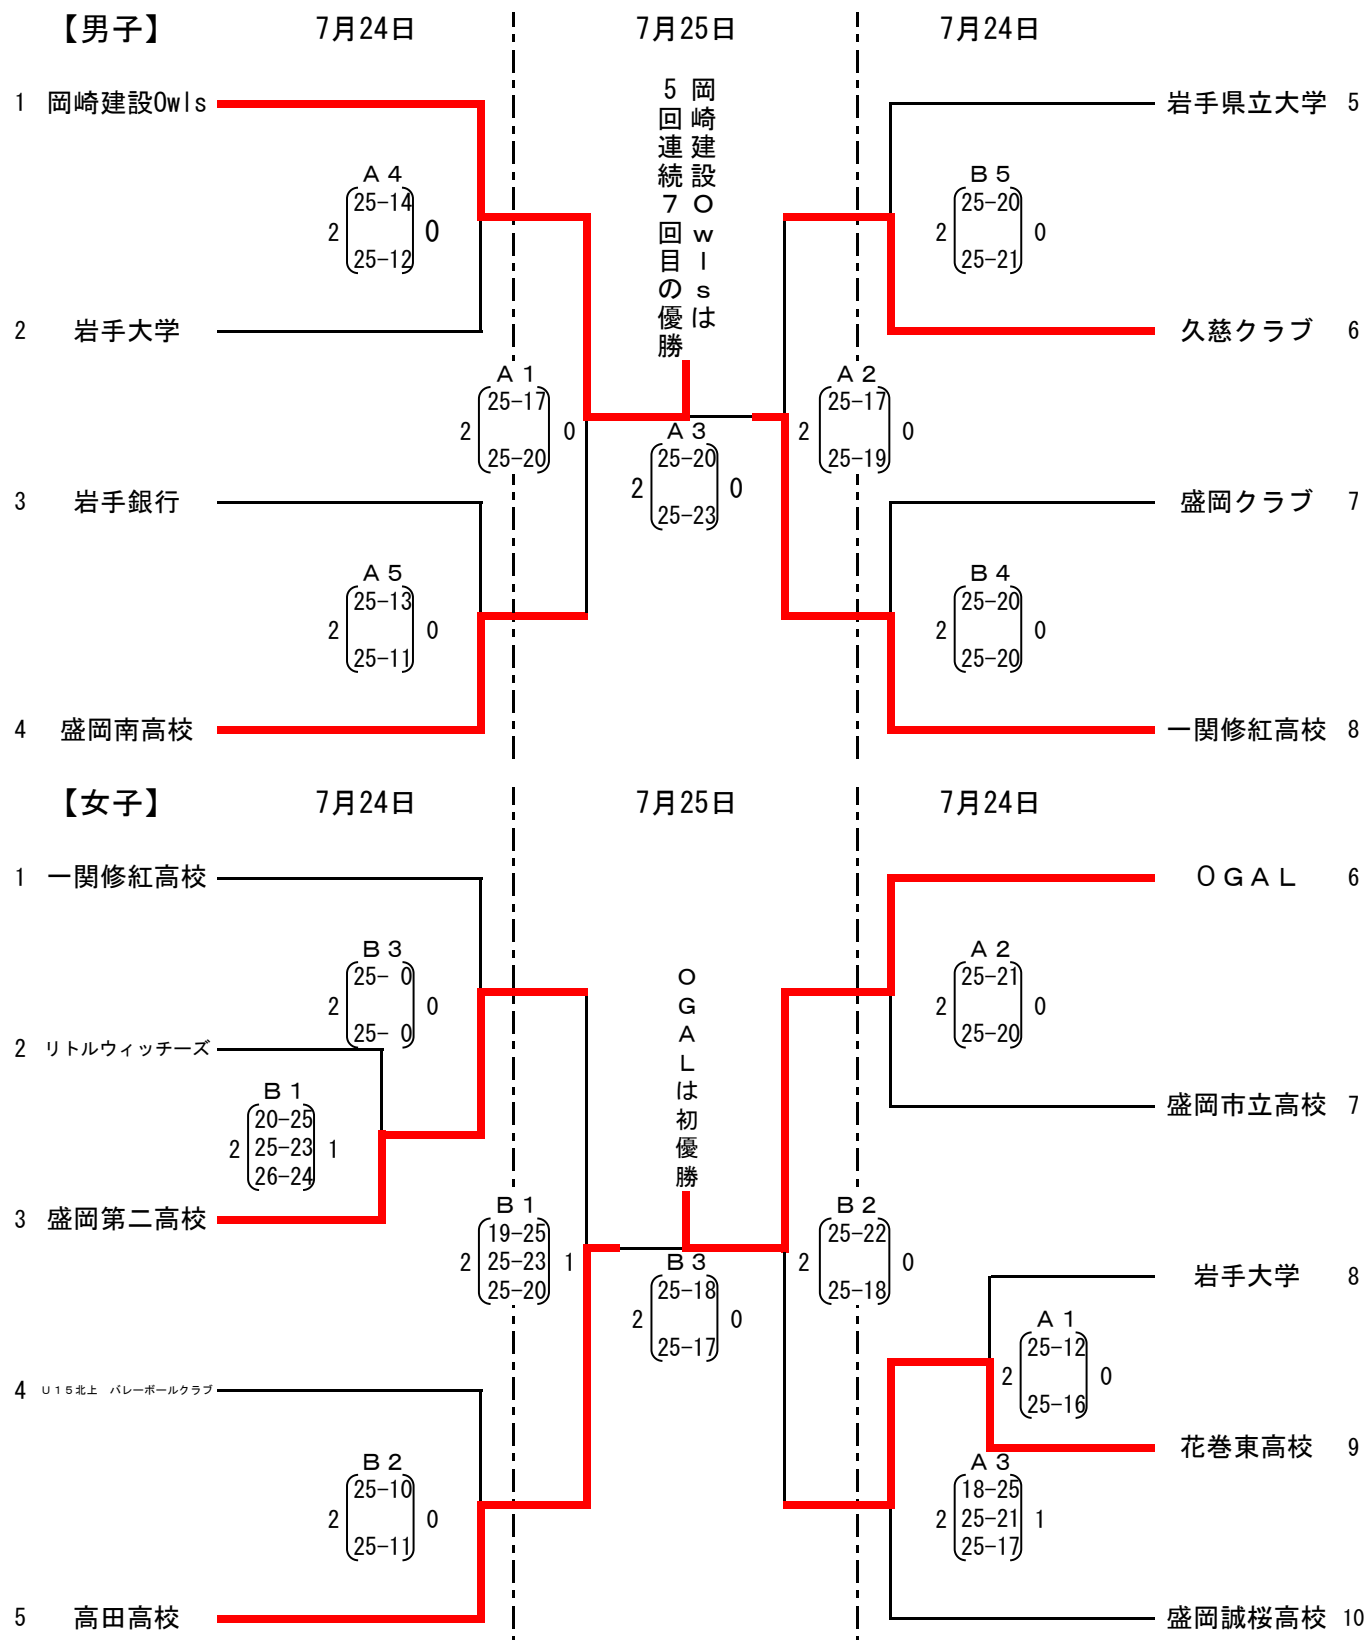 【男子】 7月24日 7月25日 7月24日
岡崎建設Ｏｗｌｓは
５回連続７回目の優勝
1 岡崎建設Owls
岩手県立大学 5
Ａ４
25-14
2 0
25-12
Ｂ５
25-20
2 0
25-21
2 岩手大学
久慈クラブ 6
Ａ１
25-17
2 0
25-20
Ａ３
25-20
2 0
25-23
Ａ２
25-17
2 0
25-19
3 岩手銀行
盛岡クラブ 7
Ａ５
25-13
2 0
25-11
Ｂ４
25-20
2 0
25-20
4 盛岡南高校
一関修紅高校 8
【女子】 7月24日 7月25日 7月24日
1 一関修紅高校
ＯＧＡＬ 6
Ｂ３
25- 0
2 0
25- 0
ＯＧＡＬは初優勝
Ａ２
25-21
2 0
25-20
2 リトルウィッチーズ
Ｂ１
20-25
2 25-23 1
26-24
盛岡市立高校 7
3 盛岡第二高校
Ｂ１
19-25
2 25-23 1
25-20
Ｂ３
25-18
2 0
25-17
Ｂ２
25-22
2 0
25-18
岩手大学 8
Ａ１
25-12
2 0
25-16
4 Ｕ１５北上　バレーボールクラブ
花巻東高校 9
Ｂ２
25-10
2 0
25-11
Ａ３
18-25
2 25-21 1
25-17
5 高田高校
盛岡誠桜高校 10